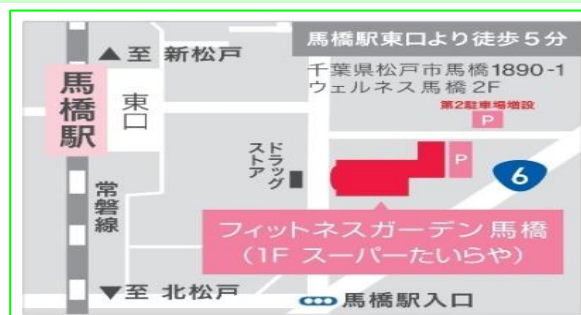 馬橋駅東口より徒歩5分
千葉県松戸市馬橋1890-1
ウェルネス馬橋2F
第2駐車場増設
P
▲至 新松戸
馬橋駅
東口
ドラッグ
ストア
P
6
常磐線
フィットネスガーデン馬橋
(1F スーパーたいらや)
▼至 北松戸
馬橋駅入口